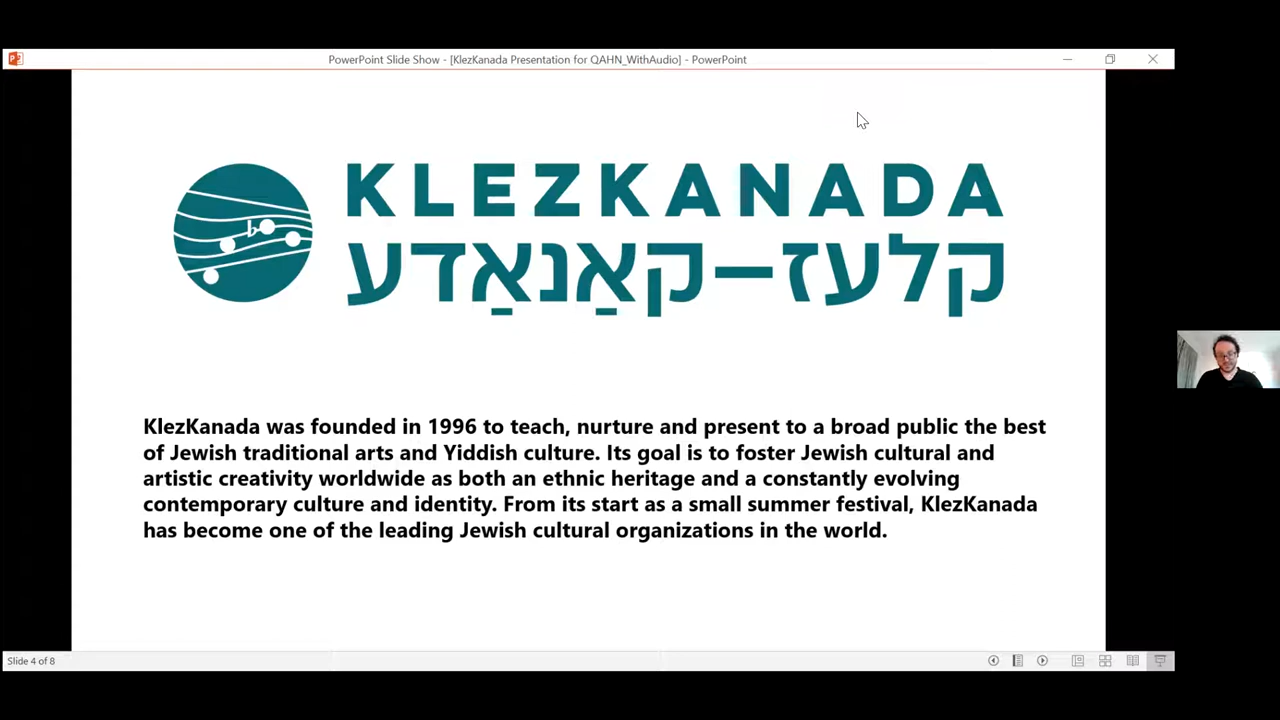 PowerPoint Slide Show - [KlezKanada Presentation for QAHN_WithAudio] - PowerPoint
KLEZKANADA
קלעז–קאַנאַדע
KlezKanada was founded in 1996 to teach, nurture and present to a broad public the best
of Jewish traditional arts and Yiddish culture. Its goal is to foster Jewish cultural and
artistic creativity worldwide as both an ethnic heritage and a constantly evolving
contemporary culture and identity. From its start as a small summer festival, KlezKanada
has become one of the leading Jewish cultural organizations in the world.
Slide 4 of 8